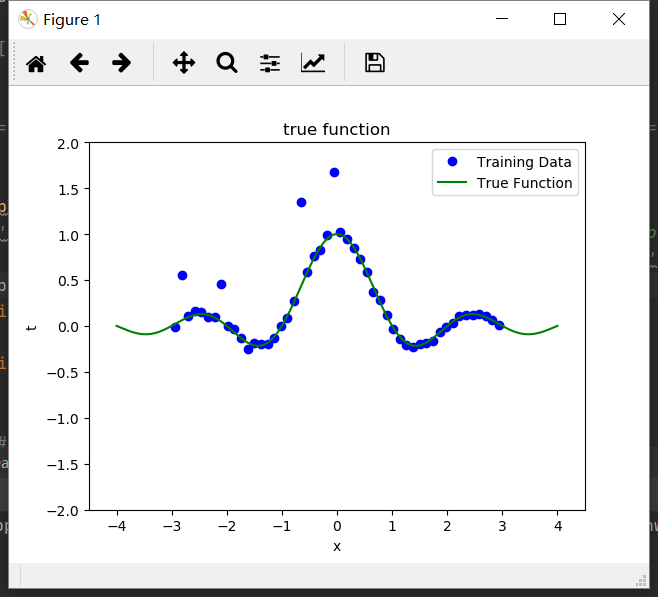 Figure 1
true function
Training Data
True Function
2.0
1.5
1.0
0.5
0.0
−0.5
−1.0
−1.5
−2.0
t
−4 −3 −2 −1 0 1 2 3 4
x